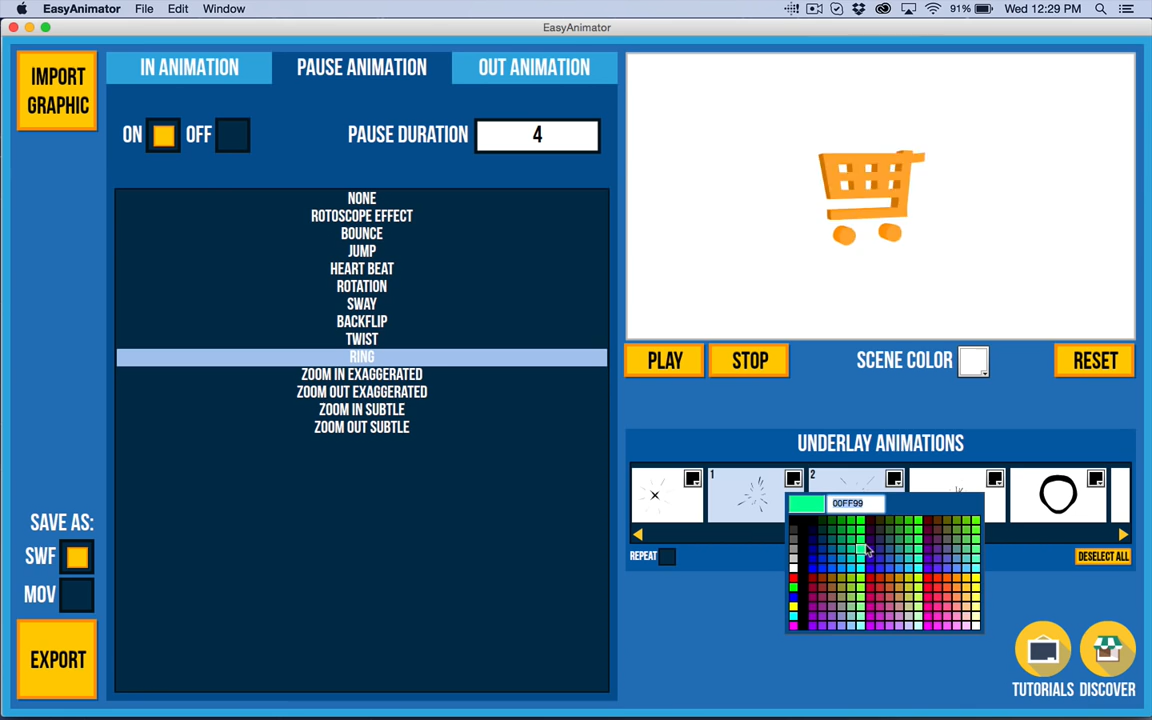 EasyAnimator File Edit Window 91% Wed 12:29 PM
EasyAnimator
IMPORT
GRAPHIC
IN ANIMATION PAUSE ANIMATION OUT ANIMATION
ON OFF PAUSE DURATION 4
NONE
ROTOSCOPE EFFECT
BOUNCE
JUMP
HEART BEAT
ROTATION
SWAY
BACKFLIP
TWIST
RING
ZOOM IN EXAGGERATED
ZOOM OUT EXAGGERATED
ZOOM IN SUBTLE
ZOOM OUT SUBTLE
PLAY STOP SCENE COLOR RESET
UNDERLAY ANIMATIONS
1 2
00FF99
REPEAT DESELECT ALL
SAVE AS:
SWF
MOV
EXPORT
TUTORIALS DISCOVER